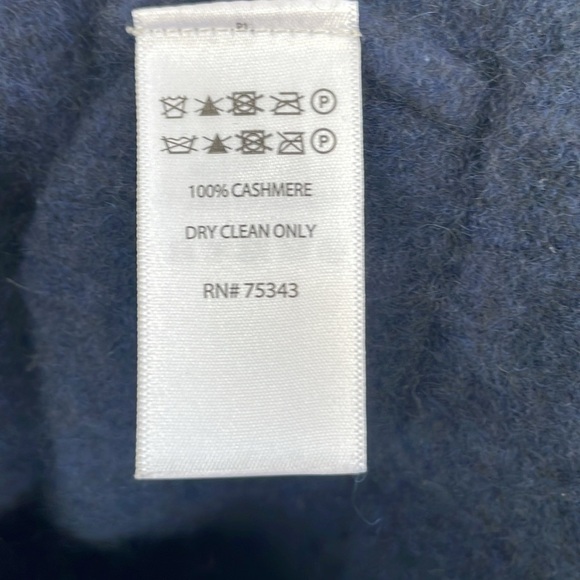 P
P
100% CASHMERE
DRY CLEAN ONLY
RN# 75343